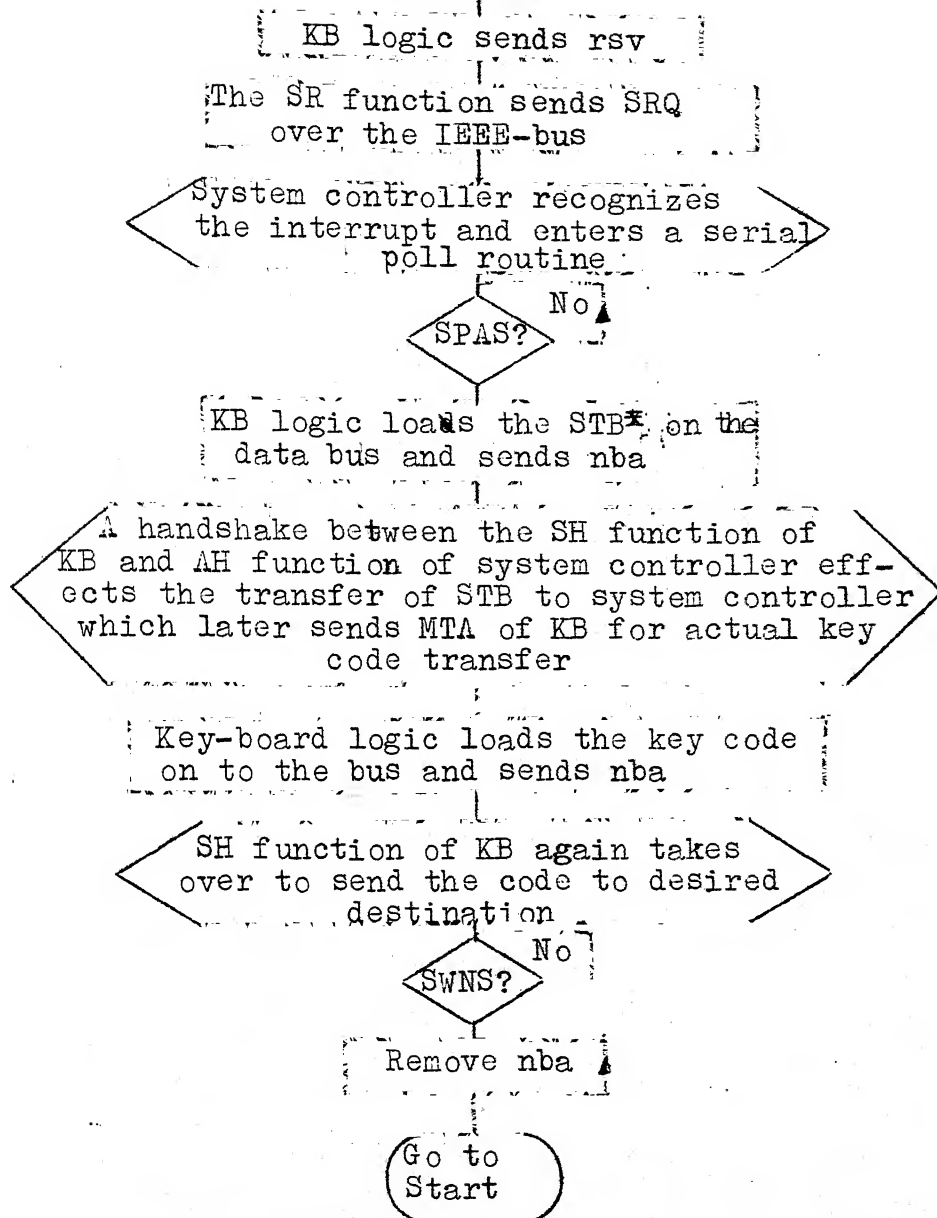 KB logic sends rsv
The SR function sends SRQ
over the IEEE-bus
System controller recognizes
the interrupt and enters a serial
poll routine
No
SPAS?
KB logic loads the STB* on the
data bus and sends nba
A handshake between the SH function of
KB and AH function of system controller eff-
ects the transfer of STB to system controller
which later sends MTA of KB for actual key
code transfer
Key-board logic loads the key code
on to the bus and sends nba
SH function of KB again takes
over to send the code to desired
destination
No
SWNS?
Remove nba
Go to
Start